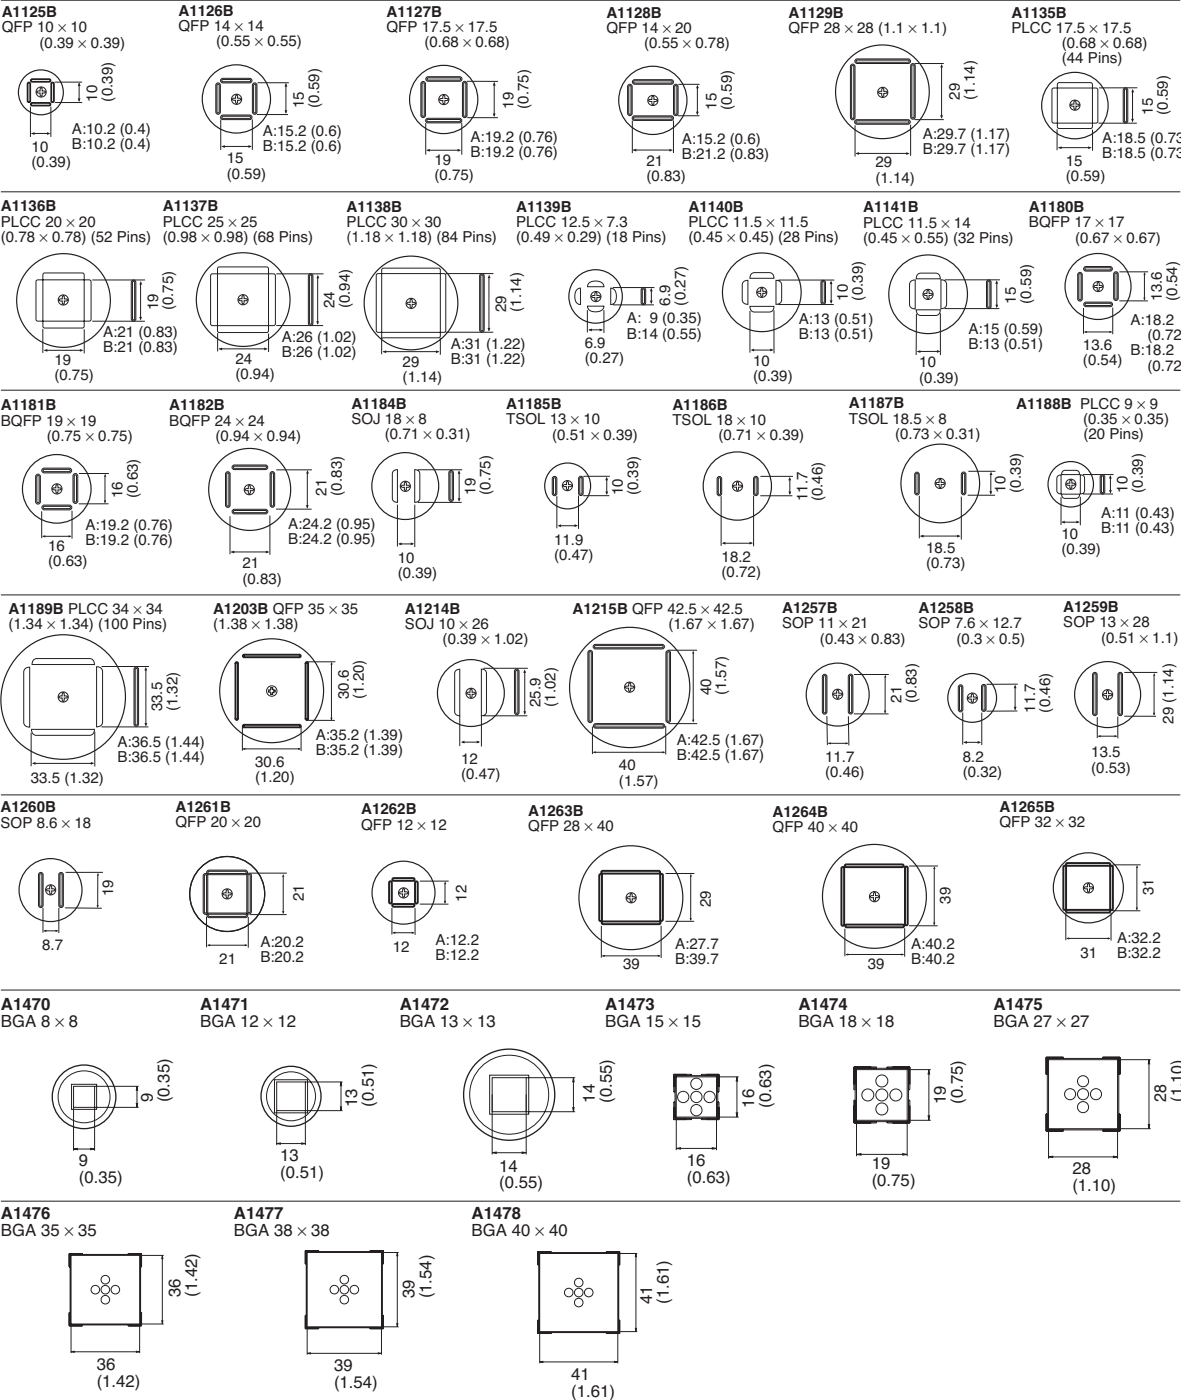 A1125B
QFP 10 × 10
(0.39 × 0.39)
10
(0.39)
A:10.2 (0.4)
B:10.2 (0.4)
10
(0.39)
A1126B
QFP 14 × 14
(0.55 × 0.55)
15
(0.59)
A:15.2 (0.6)
B:15.2 (0.6)
15
(0.59)
A1127B
QFP 17.5 × 17.5
(0.68 × 0.68)
19
(0.75)
A:19.2 (0.76)
B:19.2 (0.76)
19
(0.75)
A1128B
QFP 14 × 20
(0.55 × 0.78)
15
(0.59)
A:15.2 (0.6)
B:21.2 (0.83)
21
(0.83)
A1129B
QFP 28 × 28 (1.1 × 1.1)
29
(1.14)
A:29.7 (1.17)
B:29.7 (1.17)
29
(1.14)
A1135B
PLCC 17.5 × 17.5
(0.68 × 0.68)
(44 Pins)
15
(0.59)
A:18.5 (0.73
B:18.5 (0.73
15
(0.59)
A1136B
PLCC 20 × 20
(0.78 × 0.78) (52 Pins)
19
(0.75)
A:21 (0.83)
B:21 (0.83)
19
(0.75)
A1137B
PLCC 25 × 25
(0.98 × 0.98) (68 Pins)
24
(0.94)
A:26 (1.02)
B:26 (1.02)
24
(0.94)
A1138B
PLCC 30 × 30
(1.18 × 1.18) (84 Pins)
29
(1.14)
A:31 (1.22)
B:31 (1.22)
29
(1.14)
A1139B
PLCC 12.5 × 7.3
(0.49 × 0.29) (18 Pins)
6.9
(0.27)
A: 9 (0.35)
B:14 (0.55)
6.9
(0.27)
A1140B
PLCC 11.5 × 11.5
(0.45 × 0.45) (28 Pins)
10
(0.39)
A:13 (0.51)
B:13 (0.51)
10
(0.39)
A1141B
PLCC 11.5 × 14
(0.45 × 0.55) (32 Pins)
15
(0.59)
A:15 (0.59)
B:13 (0.51)
10
(0.39)
A1180B
BQFP 17 × 17
(0.67 × 0.67)
13.6
(0.54)
A:18.2
(0.72
B:18.2
(0.72
13.6
(0.54)
A1181B
BQFP 19 × 19
(0.75 × 0.75)
16
(0.63)
A:19.2 (0.76)
B:19.2 (0.76)
16
(0.63)
A1182B
BQFP 24 × 24
(0.94 × 0.94)
21
(0.83)
A:24.2 (0.95)
B:24.2 (0.95)
21
(0.83)
A1184B
SOJ 18 × 8
(0.71 × 0.31)
19
(0.75)
10
(0.39)
A1185B
TSOL 13 × 10
(0.51 × 0.39)
10
(0.39)
11.9
(0.47)
A1186B
TSOL 18 × 10
(0.71 × 0.39)
11.7
(0.46)
18.2
(0.72)
A1187B
TSOL 18.5 × 8
(0.73 × 0.31)
10
(0.39)
18.5
(0.73)
A1188B PLCC 9 × 9
(0.35 × 0.35)
(20 Pins)
10
(0.39)
A:11 (0.43)
B:11 (0.43)
10
(0.39)
A1189B PLCC 34 × 34
(1.34 × 1.34) (100 Pins)
33.5
(1.32)
A:36.5 (1.44)
B:36.5 (1.44)
33.5 (1.32)
A1203B QFP 35 × 35
(1.38 × 1.38)
30.6
(1.20)
A:35.2 (1.39)
B:35.2 (1.39)
30.6
(1.20)
A1214B
SOJ 10 × 26
(0.39 × 1.02)
25.9
(1.02)
12
(0.47)
A1215B QFP 42.5 × 42.5
(1.67 × 1.67)
40
(1.57)
A:42.5 (1.67)
B:42.5 (1.67)
40
(1.57)
A1257B
SOP 11 × 21
(0.43 × 0.83)
21
(0.83)
11.7
(0.46)
A1258B
SOP 7.6 × 12.7
(0.3 × 0.5)
11.7
(0.46)
8.2
(0.32)
A1259B
SOP 13 × 28
(0.51 × 1.1)
29 (1.14)
13.5
(0.53)
A1260B
SOP 8.6 × 18
19
8.7
A1261B
QFP 20 × 20
21
A:20.2
B:20.2
21
A1262B
QFP 12 × 12
12
A:12.2
B:12.2
12
A1263B
QFP 28 × 40
29
A:27.7
B:39.7
39
A1264B
QFP 40 × 40
39
A:40.2
B:40.2
39
A1265B
QFP 32 × 32
31
A:32.2
B:32.2
31
A1470
BGA 8 × 8
9
(0.35)
9
(0.35)
A1471
BGA 12 × 12
13
(0.51)
13
(0.51)
A1472
BGA 13 × 13
14
(0.55)
14
(0.55)
A1473
BGA 15 × 15
16
(0.63)
16
(0.63)
A1474
BGA 18 × 18
19
(0.75)
19
(0.75)
A1475
BGA 27 × 27
28
(1.10)
28
(1.10)
A1476
BGA 35 × 35
36
(1.42)
36
(1.42)
A1477
BGA 38 × 38
39
(1.54)
39
(1.54)
A1478
BGA 40 × 40
41
(1.61)
41
(1.61)